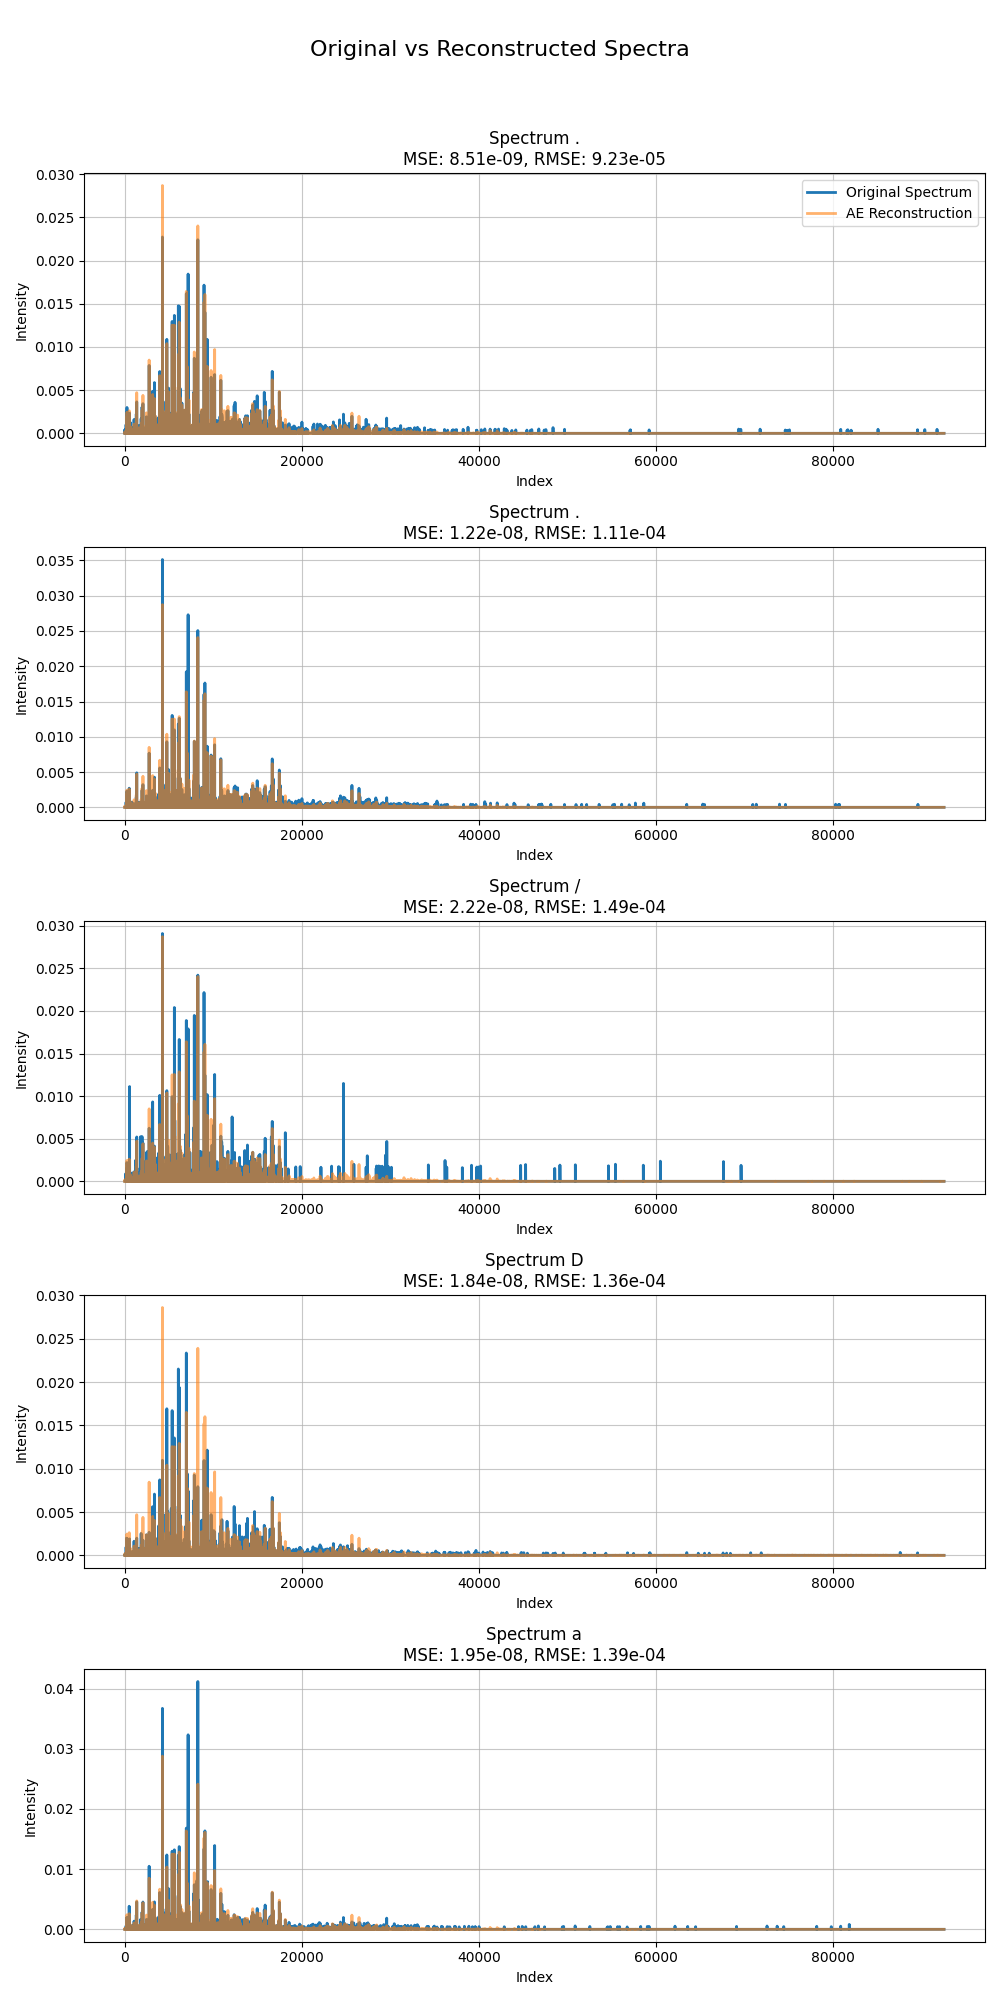 Original vs Reconstructed Spectra
Spectrum .
MSE: 8.51e-09, RMSE: 9.23e-05
Original Spectrum
AE Reconstruction
Intensity
0.030
0.025
0.020
0.015
0.010
0.005
0.000
0 20000 40000 60000 80000
Index
Spectrum .
MSE: 1.22e-08, RMSE: 1.11e-04
Intensity
0.035
0.030
0.025
0.020
0.015
0.010
0.005
0.000
0 20000 40000 60000 80000
Index
Spectrum /
MSE: 2.22e-08, RMSE: 1.49e-04
Intensity
0.030
0.025
0.020
0.015
0.010
0.005
0.000
0 20000 40000 60000 80000
Index
Spectrum D
MSE: 1.84e-08, RMSE: 1.36e-04
Intensity
0.030
0.025
0.020
0.015
0.010
0.005
0.000
0 20000 40000 60000 80000
Index
Spectrum a
MSE: 1.95e-08, RMSE: 1.39e-04
Intensity
0.04
0.03
0.02
0.01
0.00
0 20000 40000 60000 80000
Index